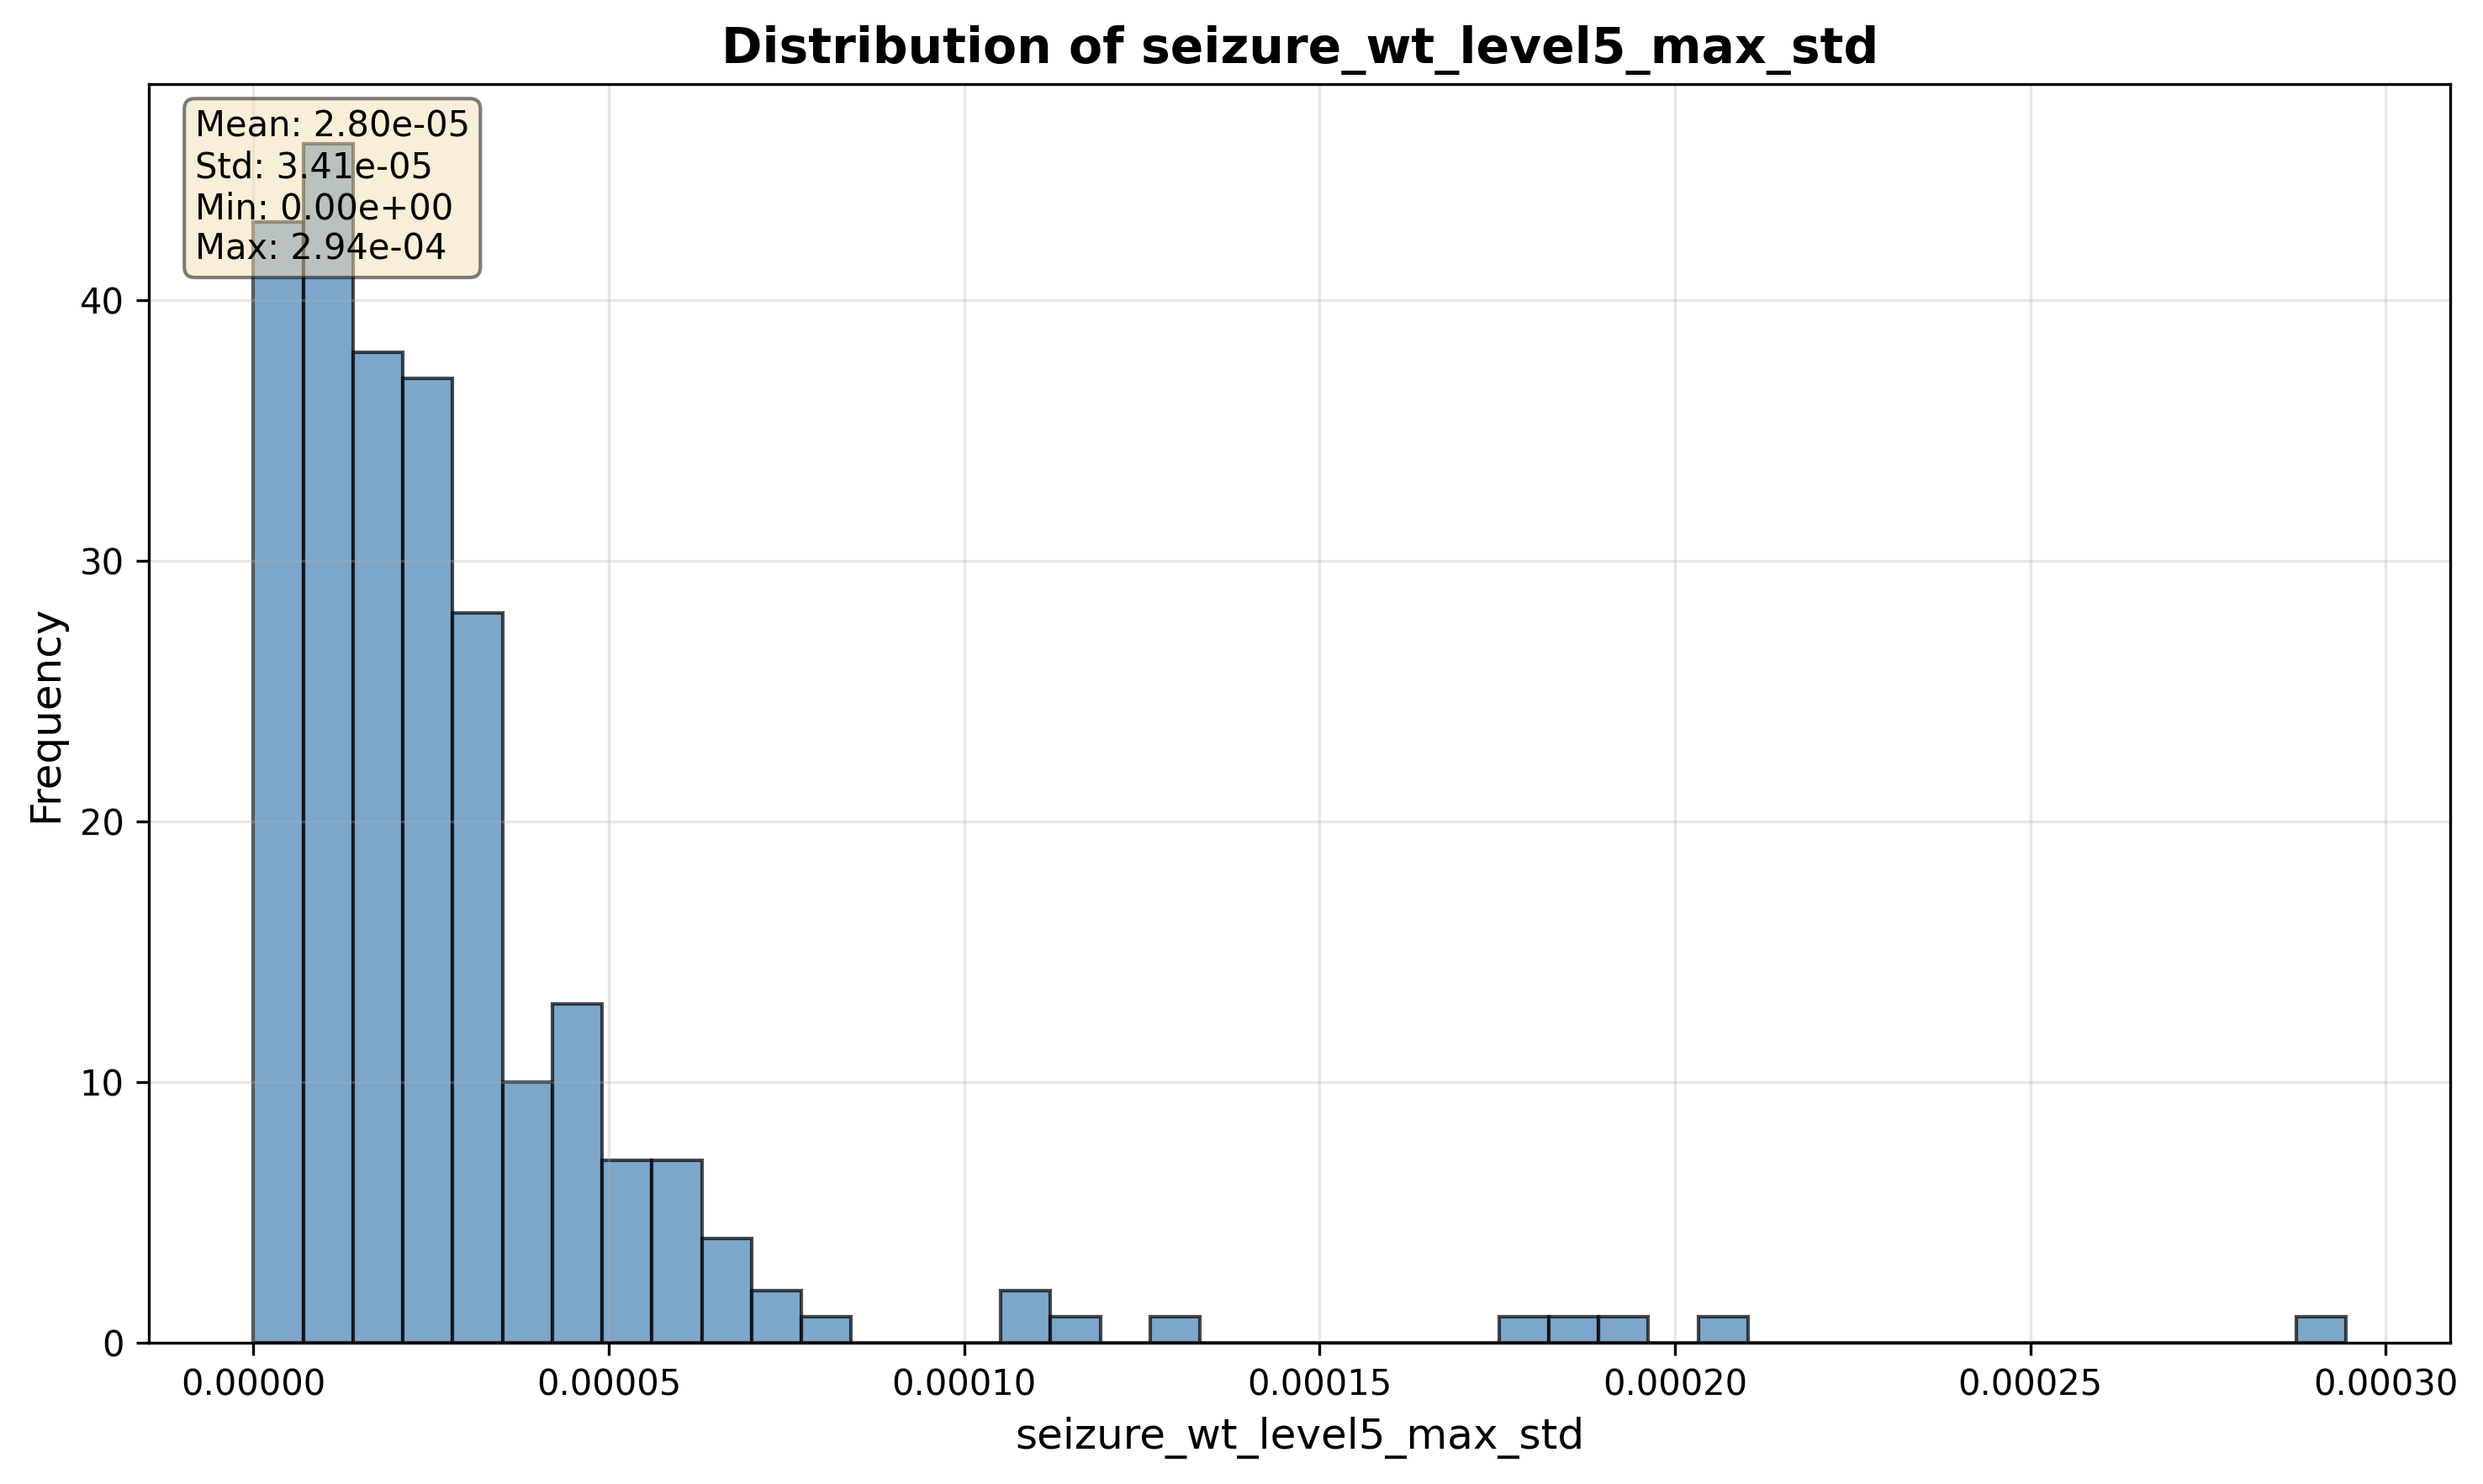 Distribution of seizure_wt_level5_max_std
Mean: 2.80e-05
Std: 3.41e-05
Min: 0.00e+00
Max: 2.94e-04
Frequency
40
30
20
10
0
0.00000 0.00005 0.00010 0.00015 0.00020 0.00025 0.00030
seizure_wt_level5_max_std